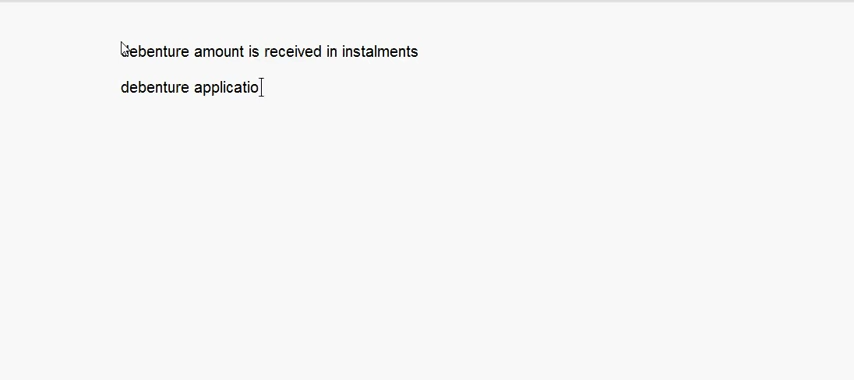 debenture amount is received in instalments
debenture applicatio